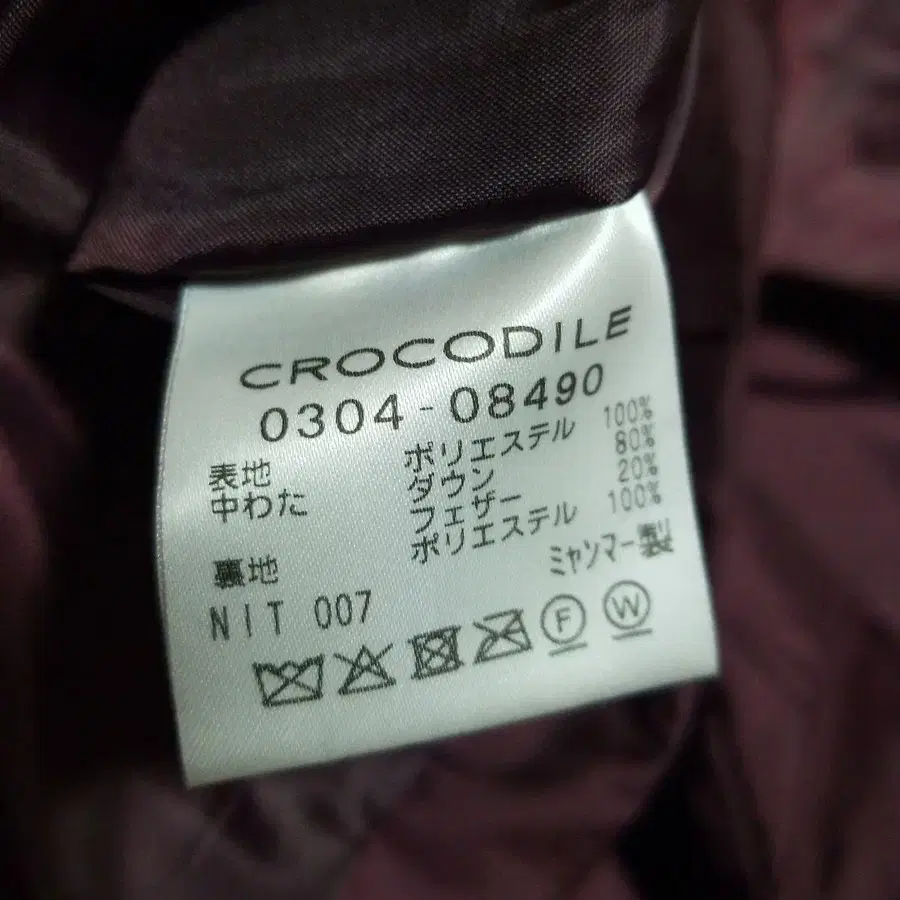 CROCODILE
0304-08490
表地 ポリエステル 100%
中わた ダウン 80%
フェザー 20%
裏地 ポリエステル 100%
ミャンマー製
NIT 007
F W